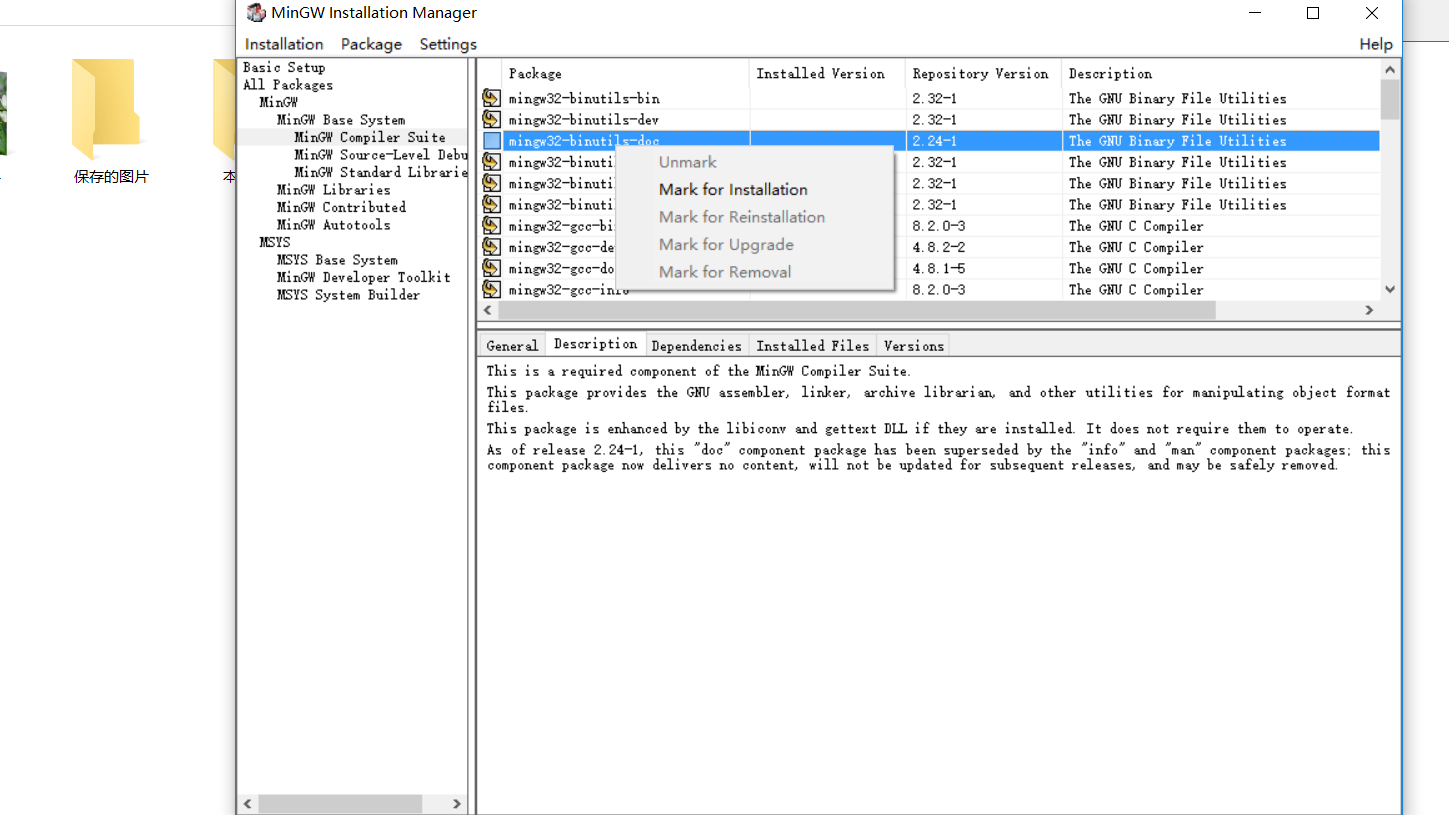 MinGW Installation Manager
Installation Package Settings Help
Basic Setup
All Packages
MinGW
MinGW Base System
MinGW Compiler Suite
MinGW Source-Level Debu
MinGW Standard Librarie
MinGW Libraries
MinGW Contributed
MinGW Autotools
MSYS
MSYS Base System
MinGW Developer Toolkit
MSYS System Builder
Package Installed Version Repository Version Description
mingw32-binutils-bin 2.32-1 The GNU Binary File Utilities
mingw32-binutils-dev 2.32-1 The GNU Binary File Utilities
mingw32-binutils-doc 2.24-1 The GNU Binary File Utilities
mingw32-binuti 2.32-1 The GNU Binary File Utilities
mingw32-binuti 2.32-1 The GNU Binary File Utilities
mingw32-binuti 2.32-1 The GNU Binary File Utilities
mingw32-gcc-bi 8.2.0-3 The GNU C Compiler
mingw32-gcc-de 4.8.2-2 The GNU C Compiler
mingw32-gcc-do 4.8.1-5 The GNU C Compiler
mingw32-gcc-info 8.2.0-3 The GNU C Compiler
Unmark
Mark for Installation
Mark for Reinstallation
Mark for Upgrade
Mark for Removal
General Description Dependencies Installed Files Versions
This is a required component of the MinGW Compiler Suite.
This package provides the GNU assembler, linker, archive librarian, and other utilities for manipulating object format
files.
This package is enhanced by the libiconv and gettext DLL if they are installed. It does not require them to operate.
As of release 2.24-1, this "doc" component package has been superseded by the "info" and "man" component packages; this
component package now delivers no content, will not be updated for subsequent releases, and may be safely removed.
保存的图片
本